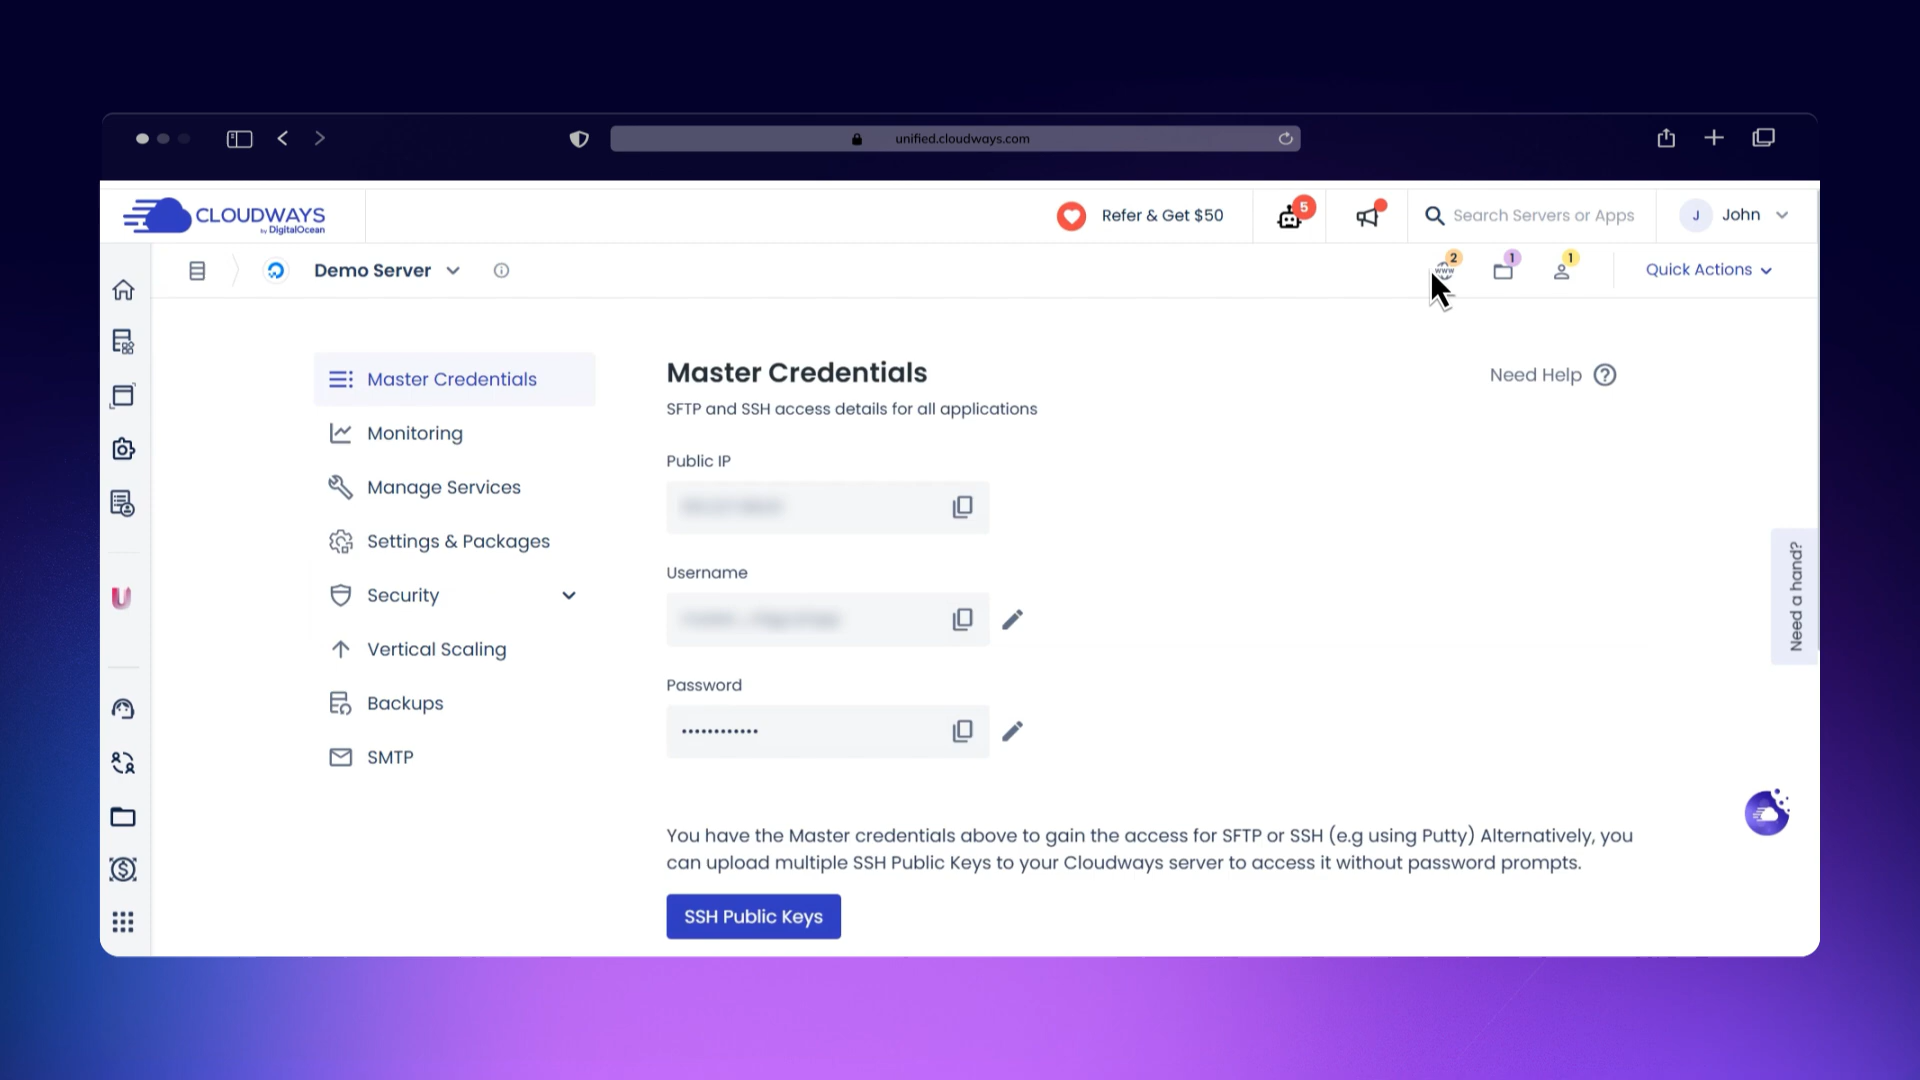 unified.cloudways.com
CLOUDWAYS
by DigitalOcean
Refer & Get $50
5
Search Servers or Apps
J
John
Demo Server
www
2
1
1
Quick Actions
Master Credentials
Monitoring
Manage Services
Settings & Packages
Security
Vertical Scaling
Backups
SMTP
Master Credentials
Need Help
SFTP and SSH access details for all applications
Public IP
Username
Password
••••••••••••
You have the Master credentials above to gain the access for SFTP or SSH (e.g using Putty) Alternatively, you
can upload multiple SSH Public Keys to your Cloudways server to access it without password prompts.
SSH Public Keys
Need a hand?